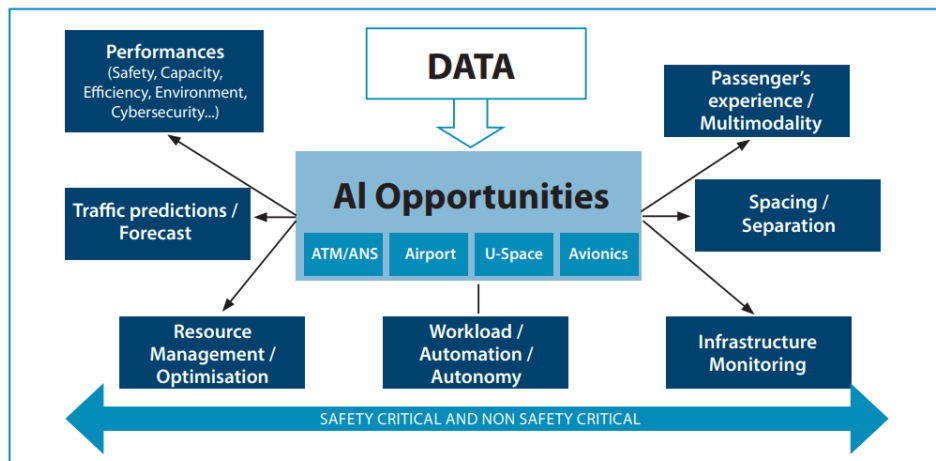 Performances
(Safety, Capacity,
Efficiency, Environment,
Cybersecurity...)
DATA
Passenger's
experience /
Multimodality
AI Opportunities
Traffic predictions /
Forecast
Spacing /
Separation
ATM/ANS
Airport
U-Space
Avionics
Resource
Management /
Optimisation
Workload /
Automation /
Autonomy
Infrastructure
Monitoring
SAFETY CRITICAL AND NON SAFETY CRITICAL